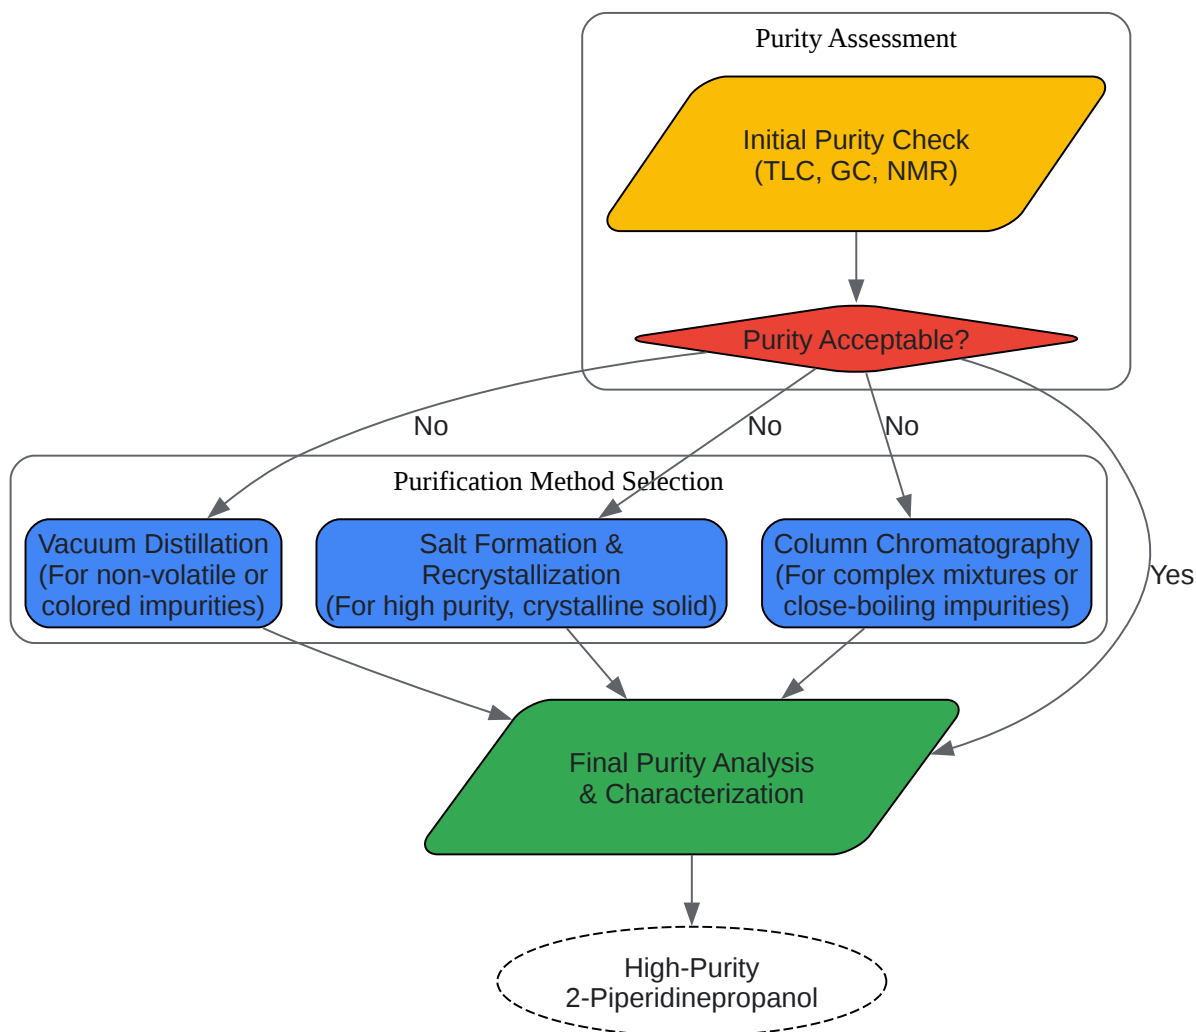 Purity Assessment
Initial Purity Check
(TLC, GC, NMR)
Purity Acceptable?
No
No
No
Purification Method Selection
Vacuum Distillation
(For non-volatile or
colored impurities)
Salt Formation &
Recrystallization
(For high purity, crystalline solid)
Column Chromatography
(For complex mixtures or
close-boiling impurities)
Yes
Final Purity Analysis
& Characterization
High-Purity
2-Piperidinepropanol